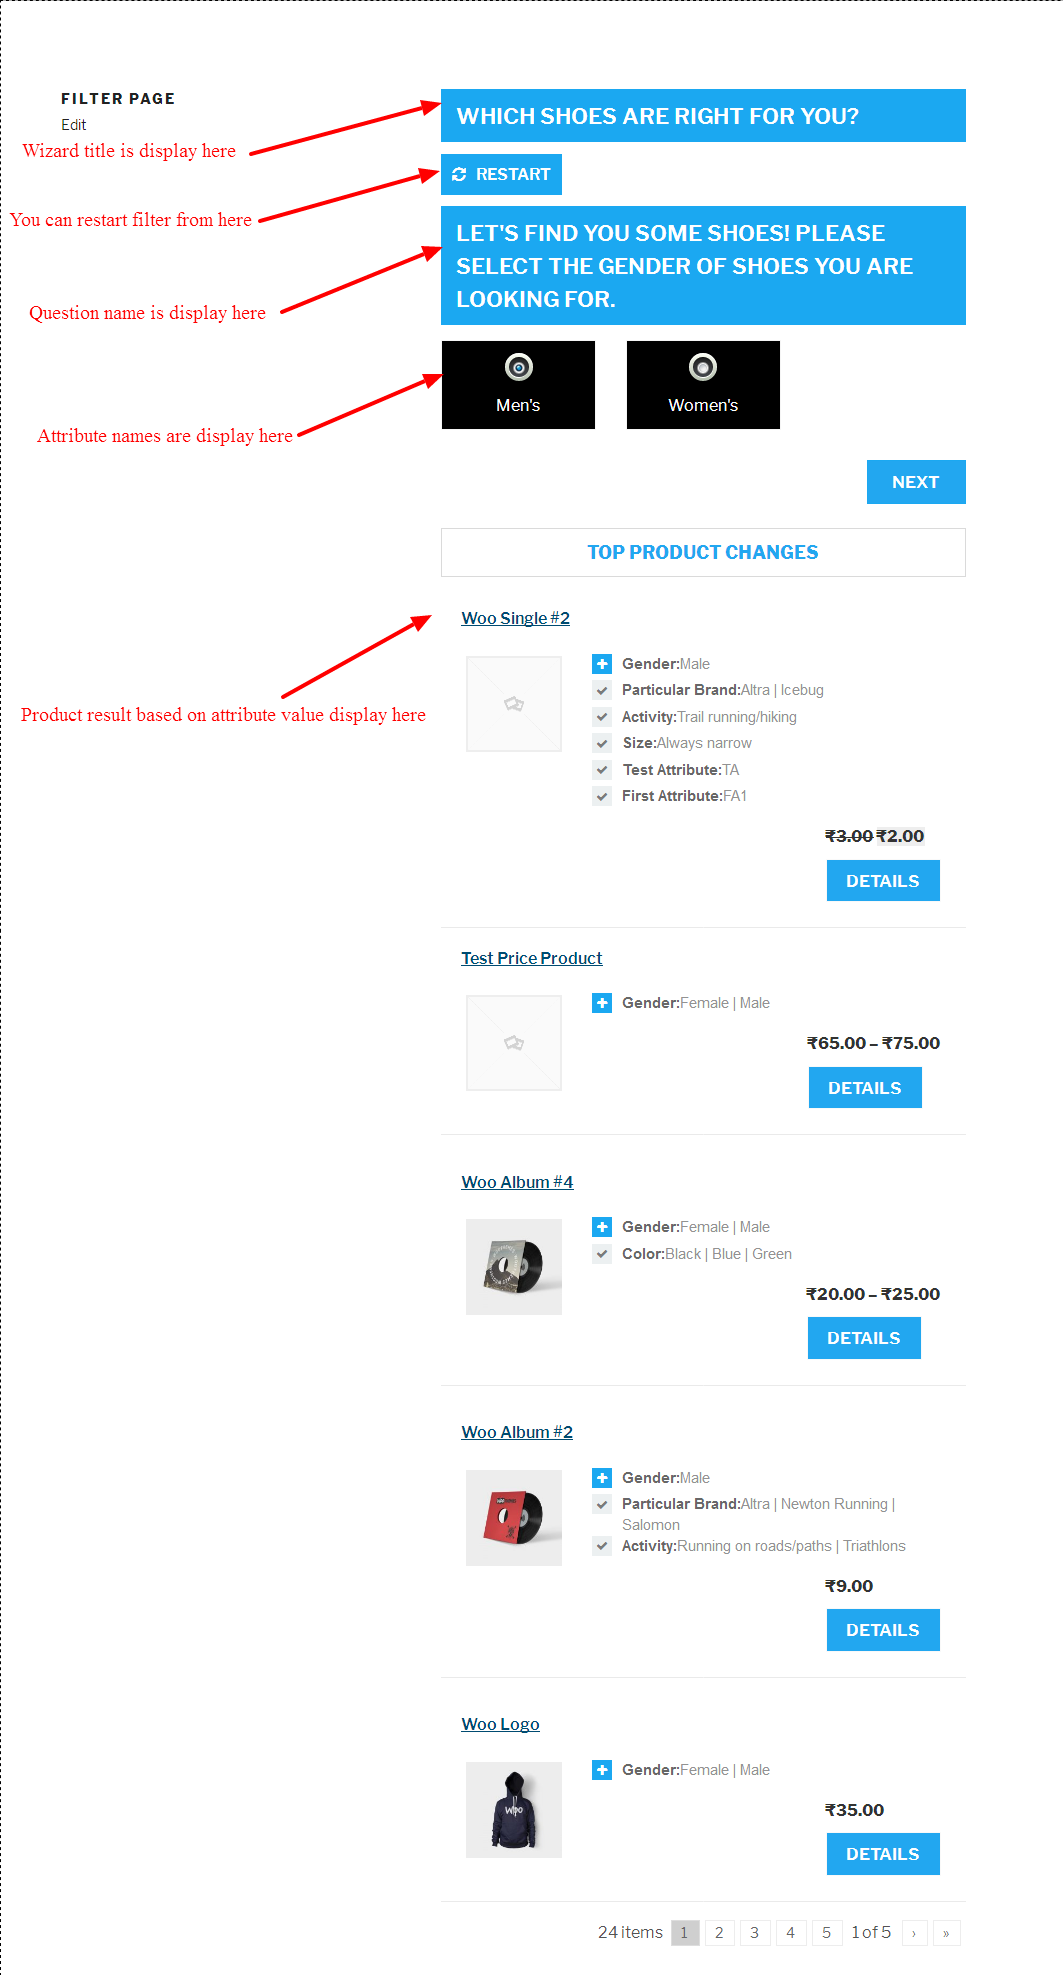 FILTER PAGE
Edit
Wizard title is display here
You can restart filter from here
Question name is display here
Attribute names are display here
Product result based on attribute value display here
WHICH SHOES ARE RIGHT FOR YOU?
RESTART
LET'S FIND YOU SOME SHOES! PLEASE
SELECT THE GENDER OF SHOES YOU ARE
LOOKING FOR.
Men's
Women's
NEXT
TOP PRODUCT CHANGES
Woo Single #2
Gender:Male
Particular Brand:Altra | Icebug
Activity:Trail running/hiking
Size:Always narrow
Test Attribute:TA
First Attribute:FA1
₹3.00 ₹2.00
DETAILS
Test Price Product
Gender:Female | Male
₹65.00 – ₹75.00
DETAILS
Woo Album #4
Gender:Female | Male
Color:Black | Blue | Green
₹20.00 – ₹25.00
DETAILS
Woo Album #2
Gender:Male
Particular Brand:Altra | Newton Running |
Salomon
Activity:Running on roads/paths | Triathlons
₹9.00
DETAILS
Woo Logo
Gender:Female | Male
₹35.00
DETAILS
24 items 1 2 3 4 5 1 of 5 › »